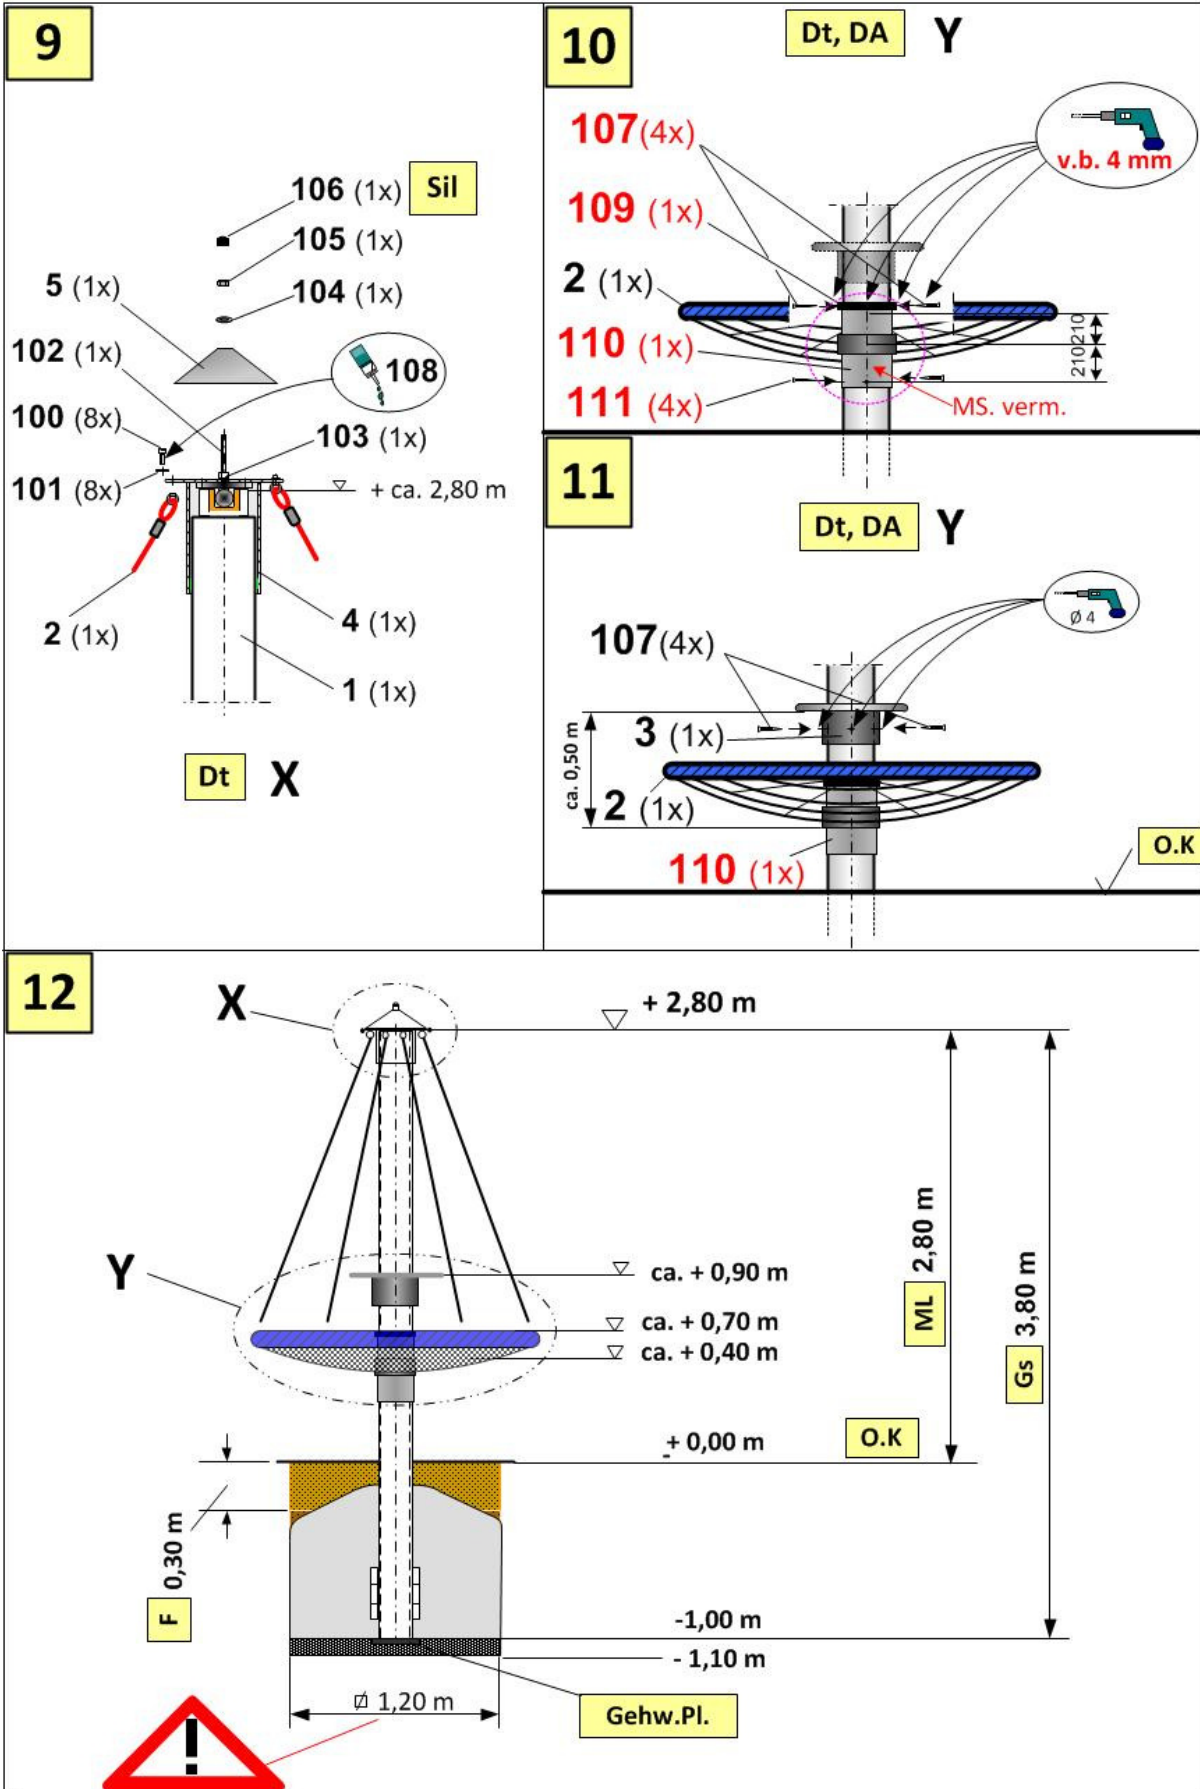 9
106 (1x)
Sil
105 (1x)
5 (1x)
104 (1x)
102 (1x)
108
100 (8x)
103 (1x)
101 (8x)
+ ca. 2,80 m
2 (1x)
4 (1x)
1 (1x)
Dt X
10
Dt, DA Y
107(4x)
v.b. 4 mm
109 (1x)
2 (1x)
110 (1x)
210
210
111 (4x)
MS. verm.
11
Dt, DA Y
Ø 4
107(4x)
3 (1x)
ca. 0,50 m
2 (1x)
110 (1x)
O.K
12
X
+ 2,80 m
Y
ca. + 0,90 m
ca. + 0,70 m
ca. + 0,40 m
ML 2,80 m
Gs 3,80 m
+ 0,00 m
O.K
F 0,30 m
-1,00 m
- 1,10 m
Ø 1,20 m
Gehw.Pl.
!